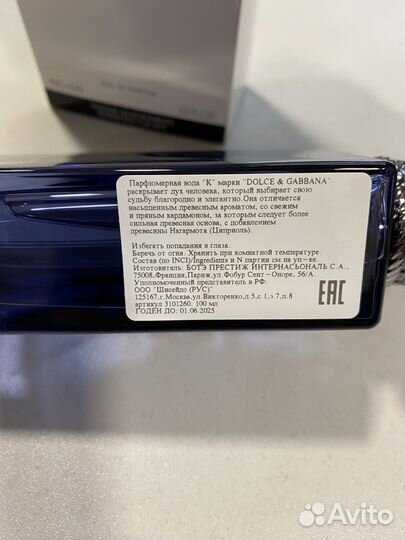 EAU DE PARFUM
Парфюмерная вода "К" марки "DOLCE & GABBANA"
раскрывает дух человека, который выбирает свою
судьбу благородно и элегантно.Она отличается
насыщенным древесным ароматом, со свежим
и пряным кардамоном, за которым следует более
сильная древесная основа, с добавлением
древесины Нагармота (Циприоль).
Избегать попадания в глаза.
Беречь от огня. Хранить при комнатной температуре.
Состав (по INCI)/Ingredients и N партии см на уп-ке.
Изготовитель: БОТЭ ПРЕСТИЖ ИНТЕРНАСЬОНАЛЬ С.А.,
75008,Франция,Париж,ул.Фобур Сент-Оноре, 56/А.
Уполномоченный представитель в РФ:
ООО "Шисейдо (РУС)"
125167,г.Москва,ул.Викторенко,д.5,с.1,э.7,п.8
артикул 3101260. 100 мл
ГОДЕН ДО: 01.06.2025
EAC
Avito